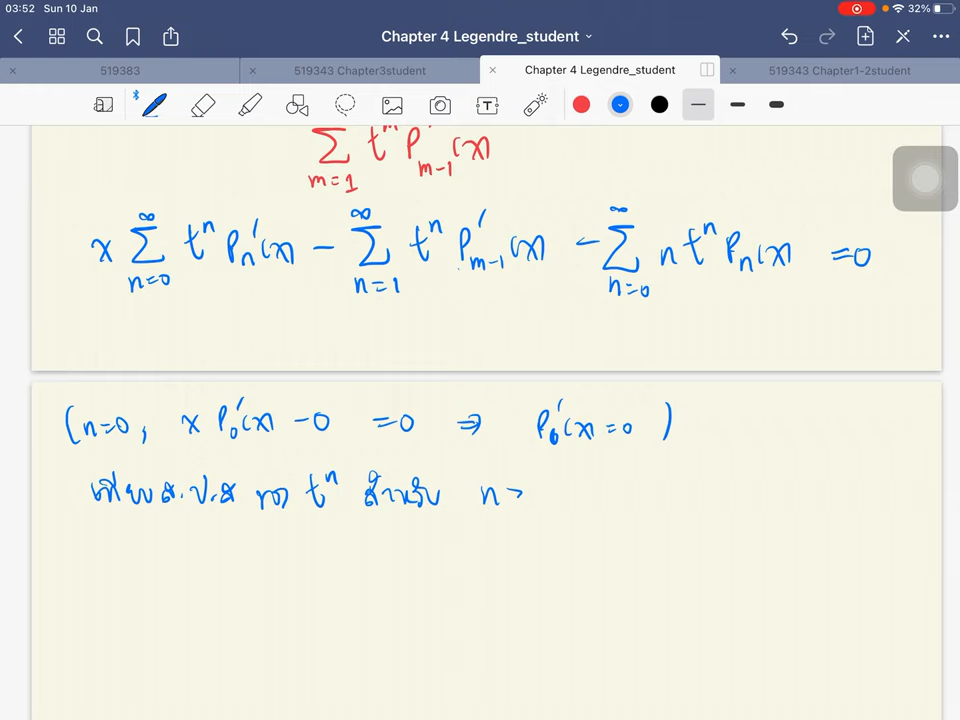 03:52 Sun 10 Jan 32%
Chapter 4 Legendre_student
519383 519343 Chapter3student Chapter 4 Legendre_student 519343 Chapter1-2student
∑_{m=1} t^m P'_{m-1}(x)
x ∑_{n=0}^{∞} t^n P_n'(x) − ∑_{n=1}^{∞} t^n P'_{m-1}(x) − ∑_{n=0}^{∞} n t^n P_n(x) = 0
(n=0, x P_0'(x) − 0 = 0 ⇒ P_0'(x) = 0)
เทียบส.ป.ส ของ t^n สำหรับ n >